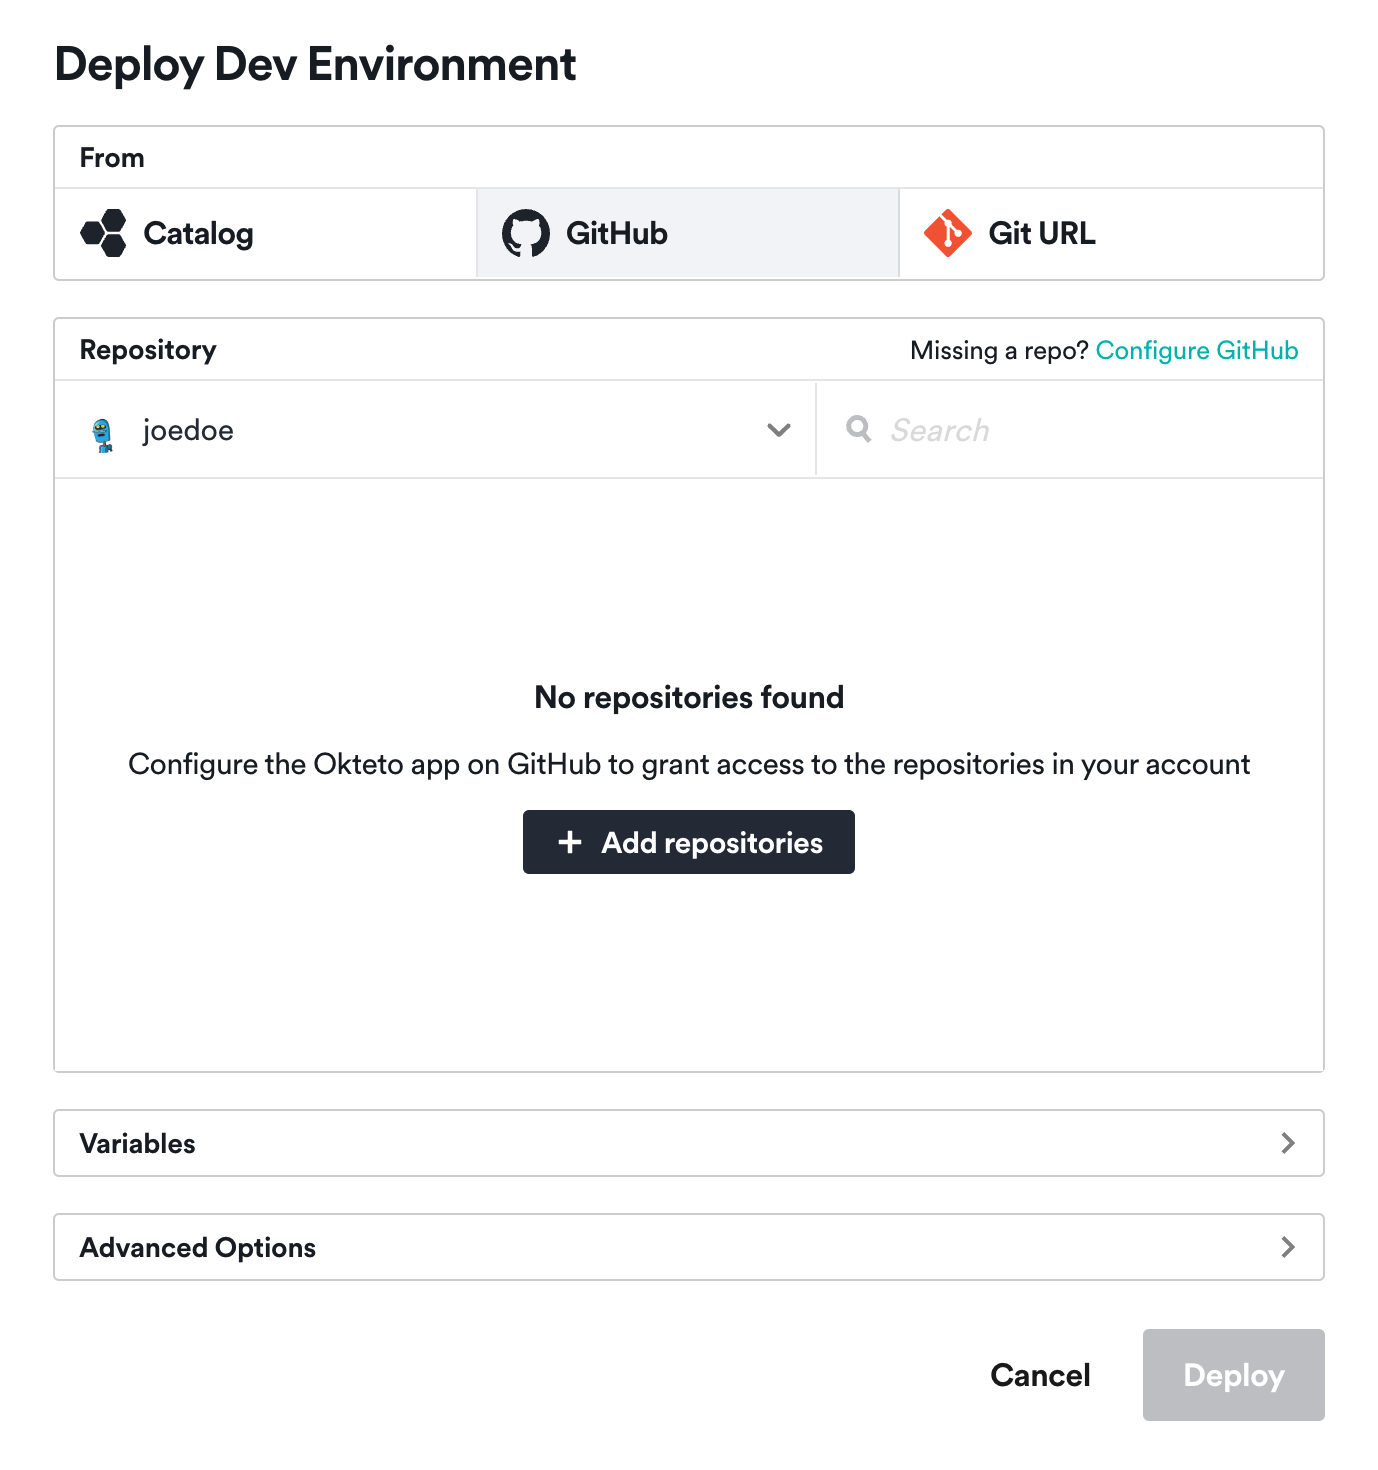 Deploy Dev Environment
From
Catalog
GitHub
Git URL
Repository
Missing a repo? Configure GitHub
joedoe
Search
No repositories found
Configure the Okteto app on GitHub to grant access to the repositories in your account
+ Add repositories
Variables
Advanced Options
Cancel
Deploy